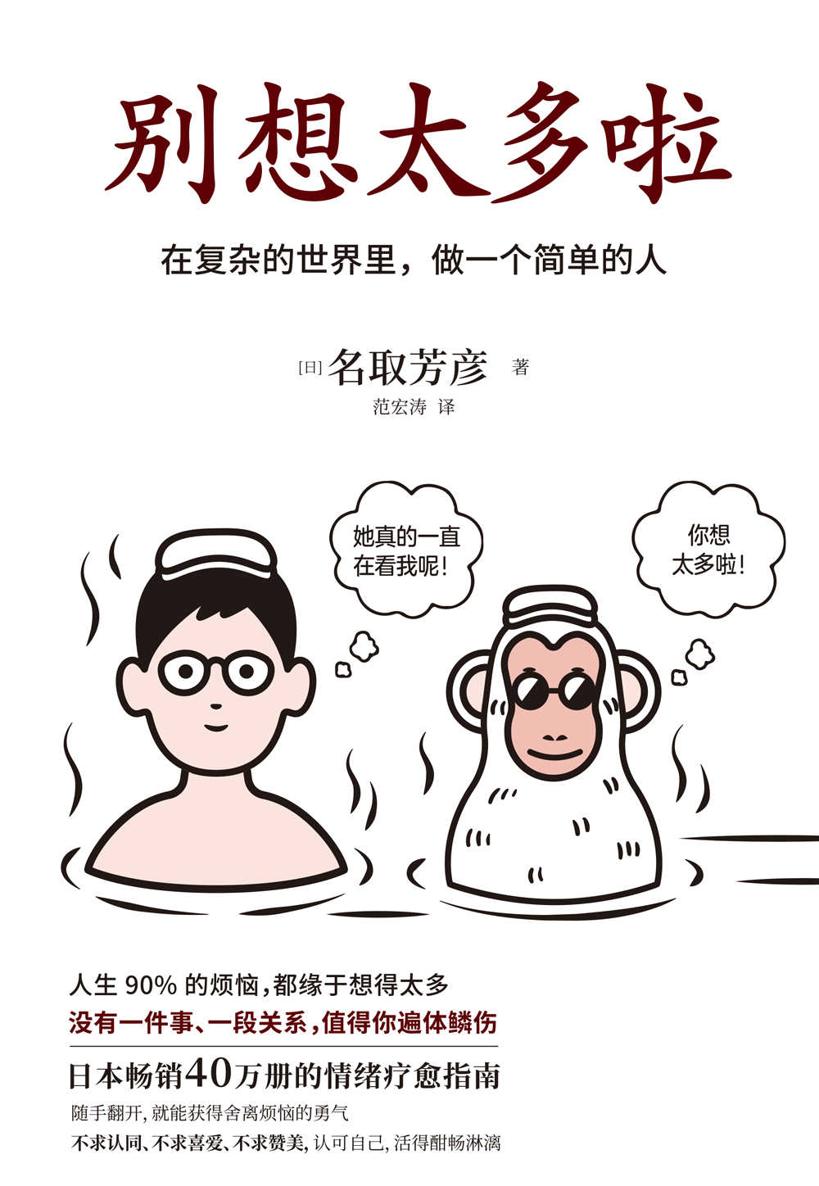 别想太多啦
在复杂的世界里，做一个简单的人
[日]名取芳彦 著
范宏涛 译
她真的一直
在看我呢！
你想
太多啦！
人生 90% 的烦恼，都缘于想得太多
没有一件事、一段关系，值得你遍体鳞伤
日本畅销40万册的情绪疗愈指南
随手翻开，就能获得舍离烦恼的勇气
不求认同、不求喜爱、不求赞美，认可自己，活得酣畅淋漓